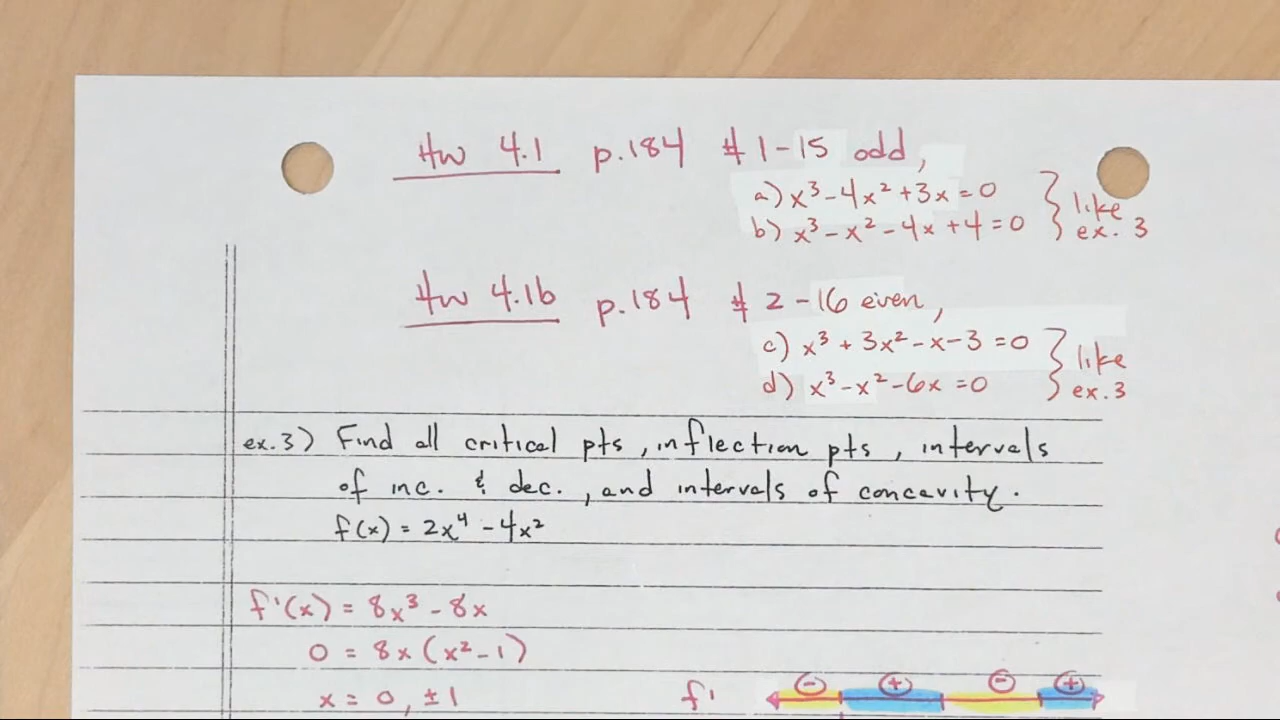 Hw 4.1 p.184 # 1-15 odd,
a) x³-4x²+3x=0
b) x³-x²-4x+4=0
} like
ex. 3
Hw 4.1b p.184 # 2-16 even,
c) x³+3x²-x-3=0
d) x³-x²-6x=0
} like
ex.3
ex.3) Find all critical pts, inflection pts, intervals
of inc. & dec., and intervals of concavity.
f(x) = 2x⁴-4x²
f'(x) = 8x³-8x
0 = 8x(x²-1)
x = 0, ±1
f' - + - +